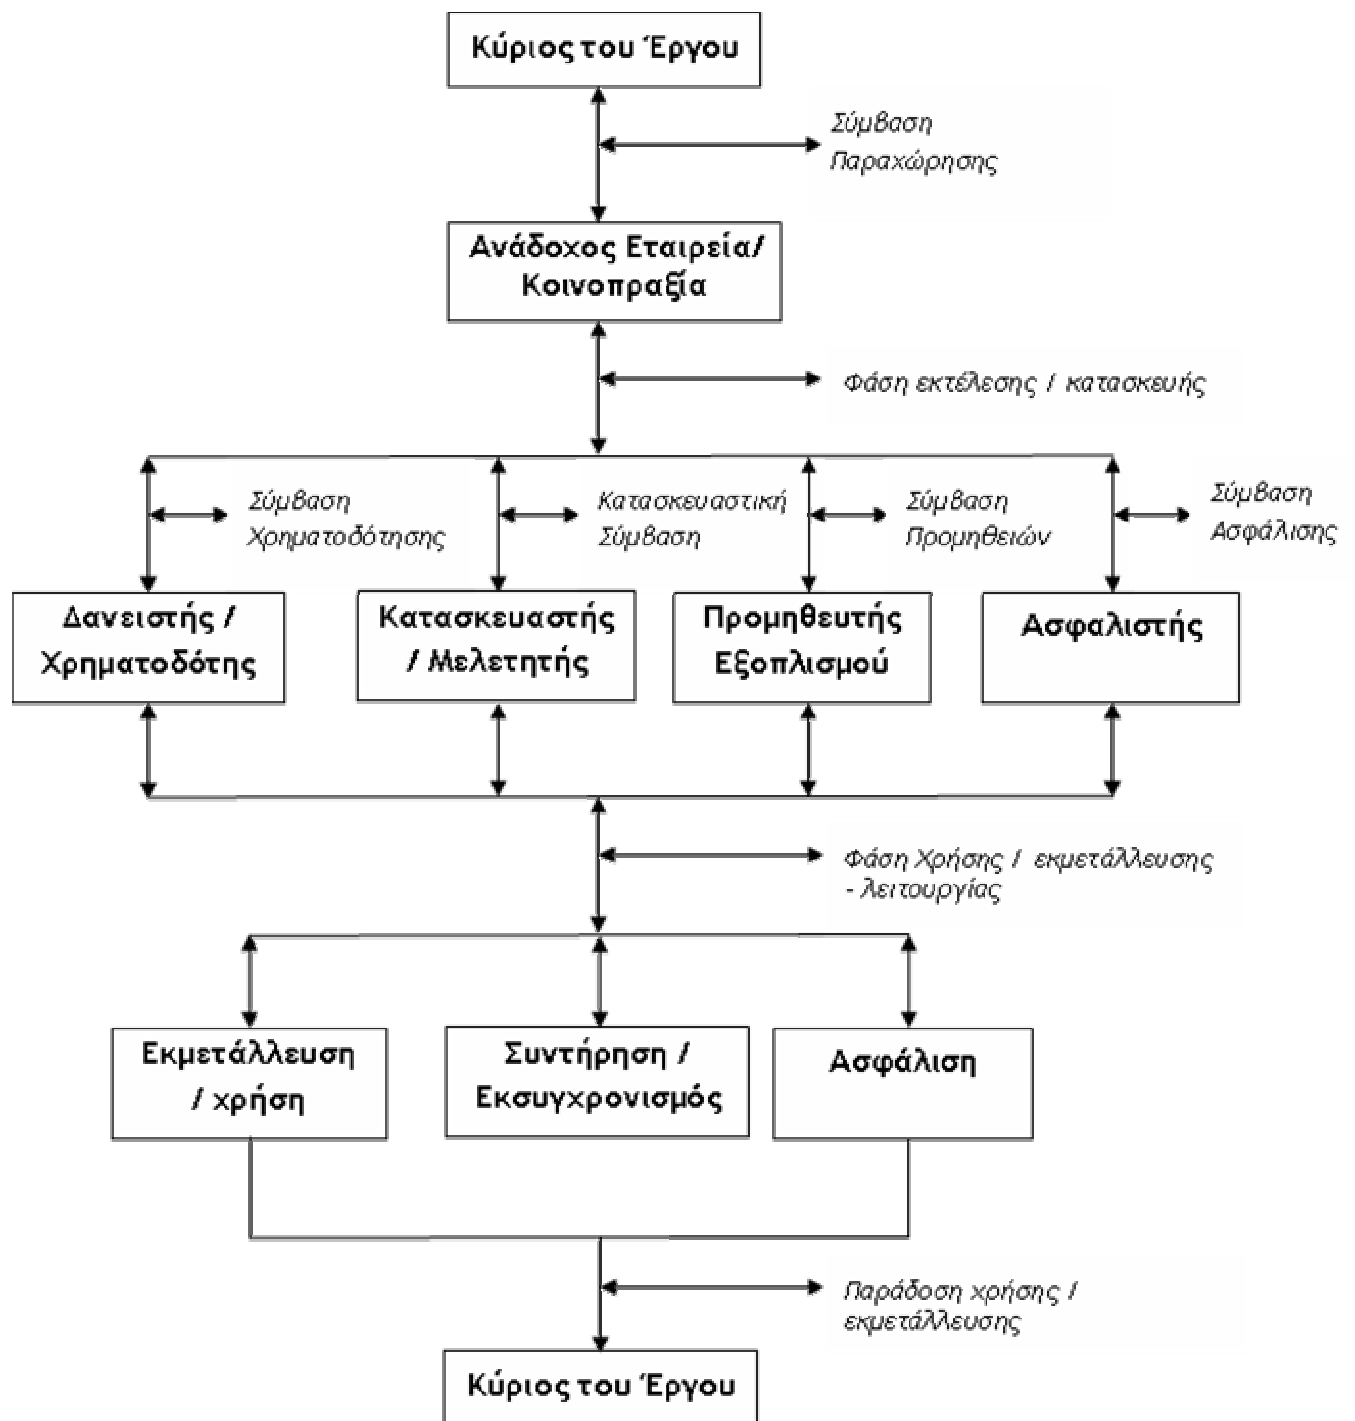 Κύριος του Έργου
Σύμβαση
Παραχώρησης
Ανάδοχος Εταιρεία/
Κοινοπραξία
Φάση εκτέλεσης / κατασκευής
Σύμβαση
Χρηματοδότησης
Κατασκευαστική
Σύμβαση
Σύμβαση
Προμηθειών
Σύμβαση
Ασφάλισης
Δανειστής /
Χρηματοδότης
Κατασκευαστής
/ Μελετητής
Προμηθευτής
Εξοπλισμού
Ασφαλιστής
Φάση Χρήσης / εκμετάλλευσης
- λειτουργίας
Εκμετάλλευση
/ χρήση
Συντήρηση /
Εκσυγχρονισμός
Ασφάλιση
Παράδοση χρήσης /
εκμετάλλευσης
Κύριος του Έργου